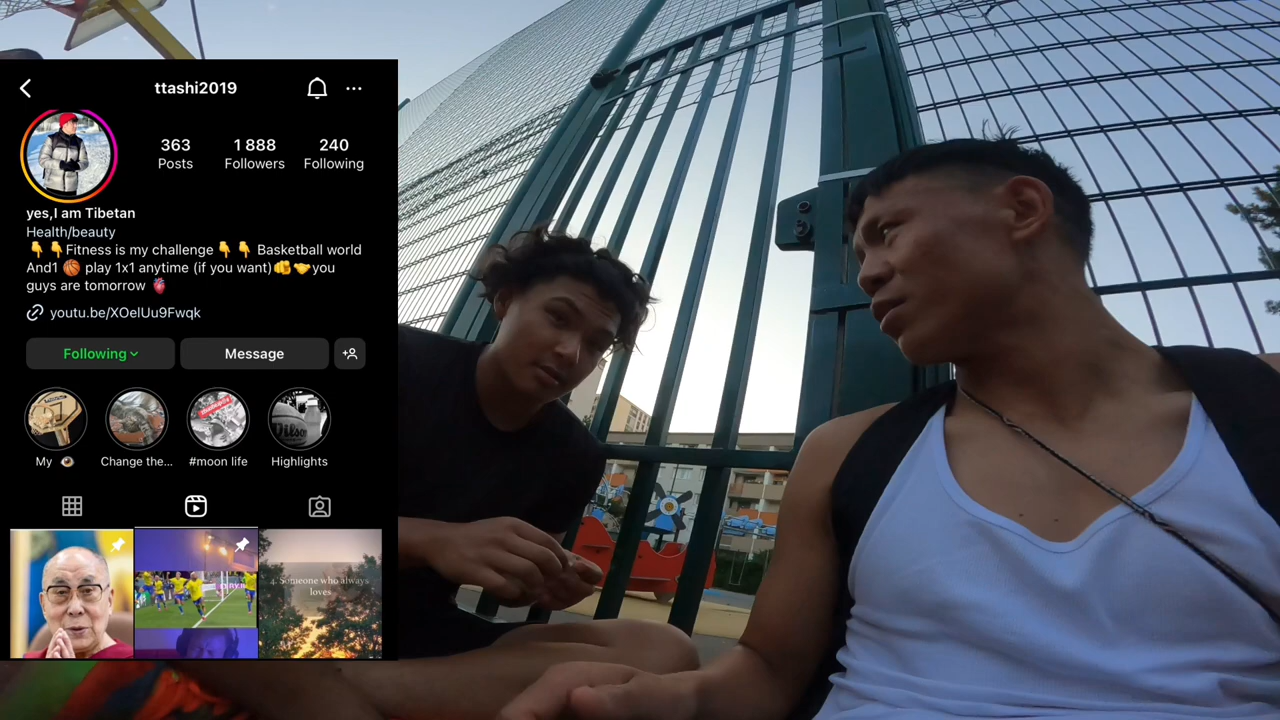 ttashi2019
363
1 888
240
Posts
Followers
Following
yes,I am Tibetan
Health/beauty
👇👇Fitness is my challenge👇👇 Basketball world
And1 🏀 play 1x1 anytime (if you want)🫵🤝you
guys are tomorrow 🫀
youtu.be/XOelUu9Fwqk
Following
Message
My 👁️
Change the...
#moon life
Highlights
Wilson
4. Someone who always
loves